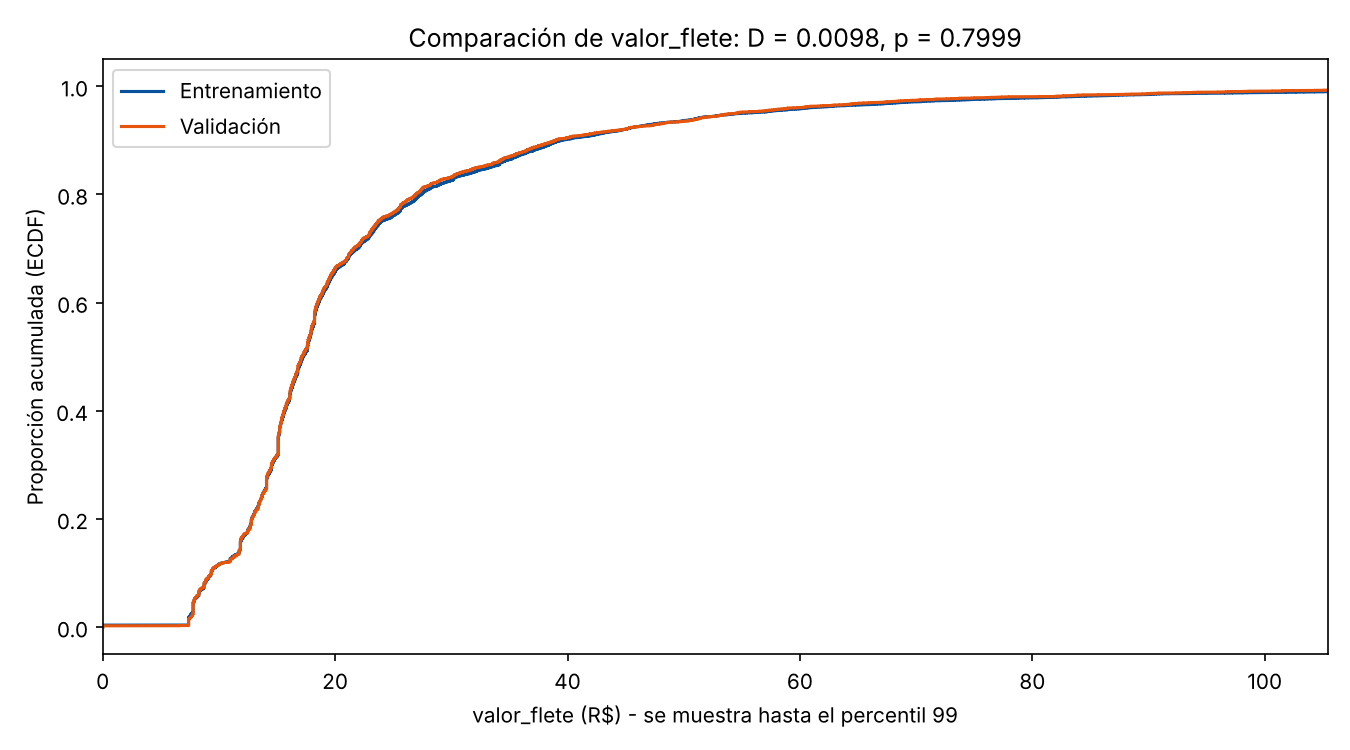 Comparación de valor_flete: D = 0.0098, p = 0.7999
Entrenamiento
Validación
Proporción acumulada (ECDF)
1.0
0.8
0.6
0.4
0.2
0.0
0 20 40 60 80 100
valor_flete (R$) - se muestra hasta el percentil 99